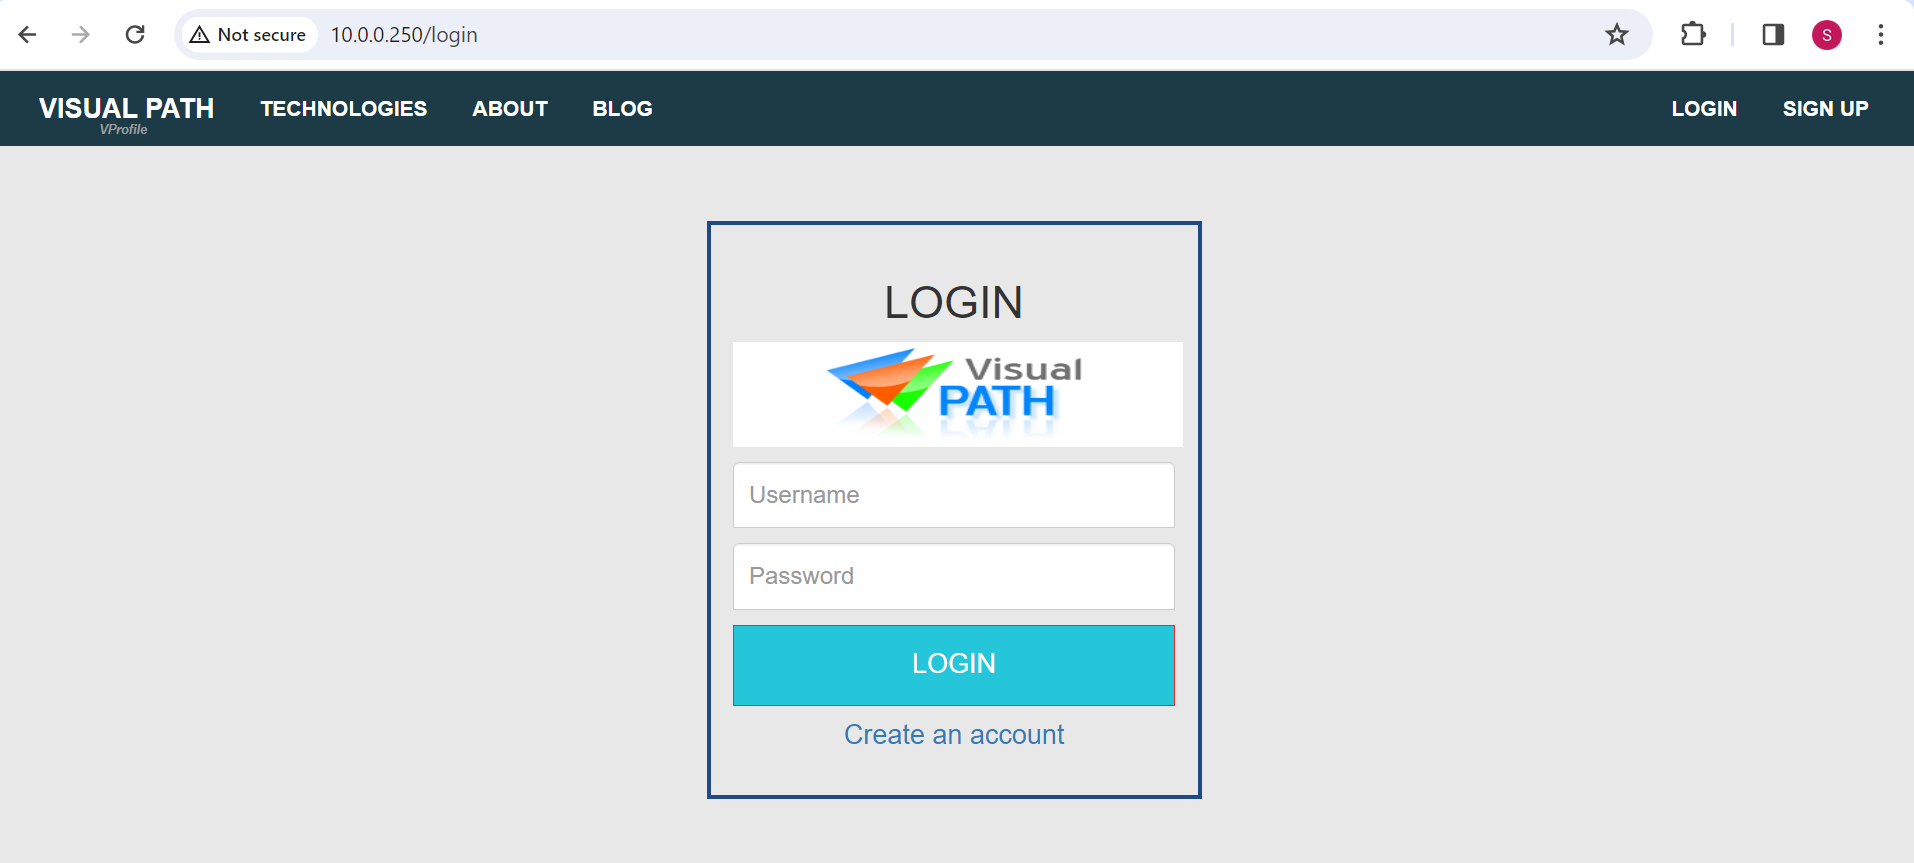 Not secure 10.0.0.250/login S
VISUAL PATH TECHNOLOGIES ABOUT BLOG LOGIN SIGN UP
VProfile
LOGIN
Visual
PATH
Username
Password
LOGIN
Create an account